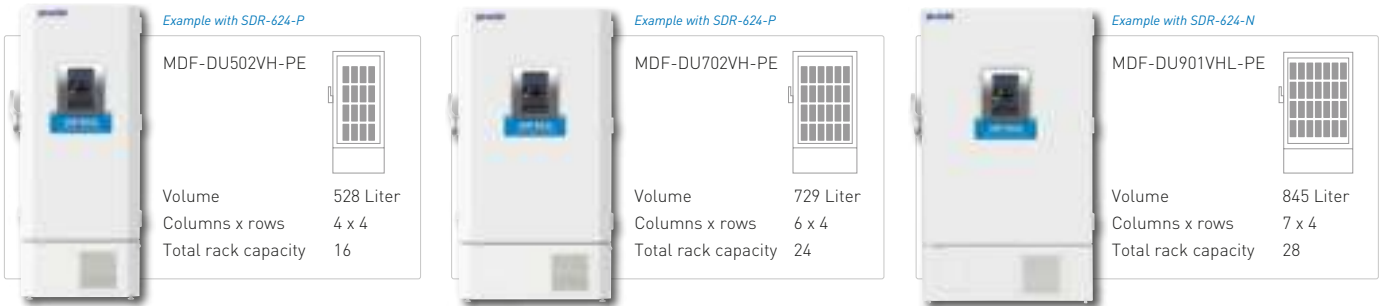 Example with SDR-624-P
MDF-DU502VH-PE
Volume 528 Liter
Columns x rows 4 x 4
Total rack capacity 16
Example with SDR-624-P
MDF-DU702VH-PE
Volume 729 Liter
Columns x rows 6 x 4
Total rack capacity 24
Example with SDR-624-N
MDF-DU901VHL-PE
Volume 845 Liter
Columns x rows 7 x 4
Total rack capacity 28